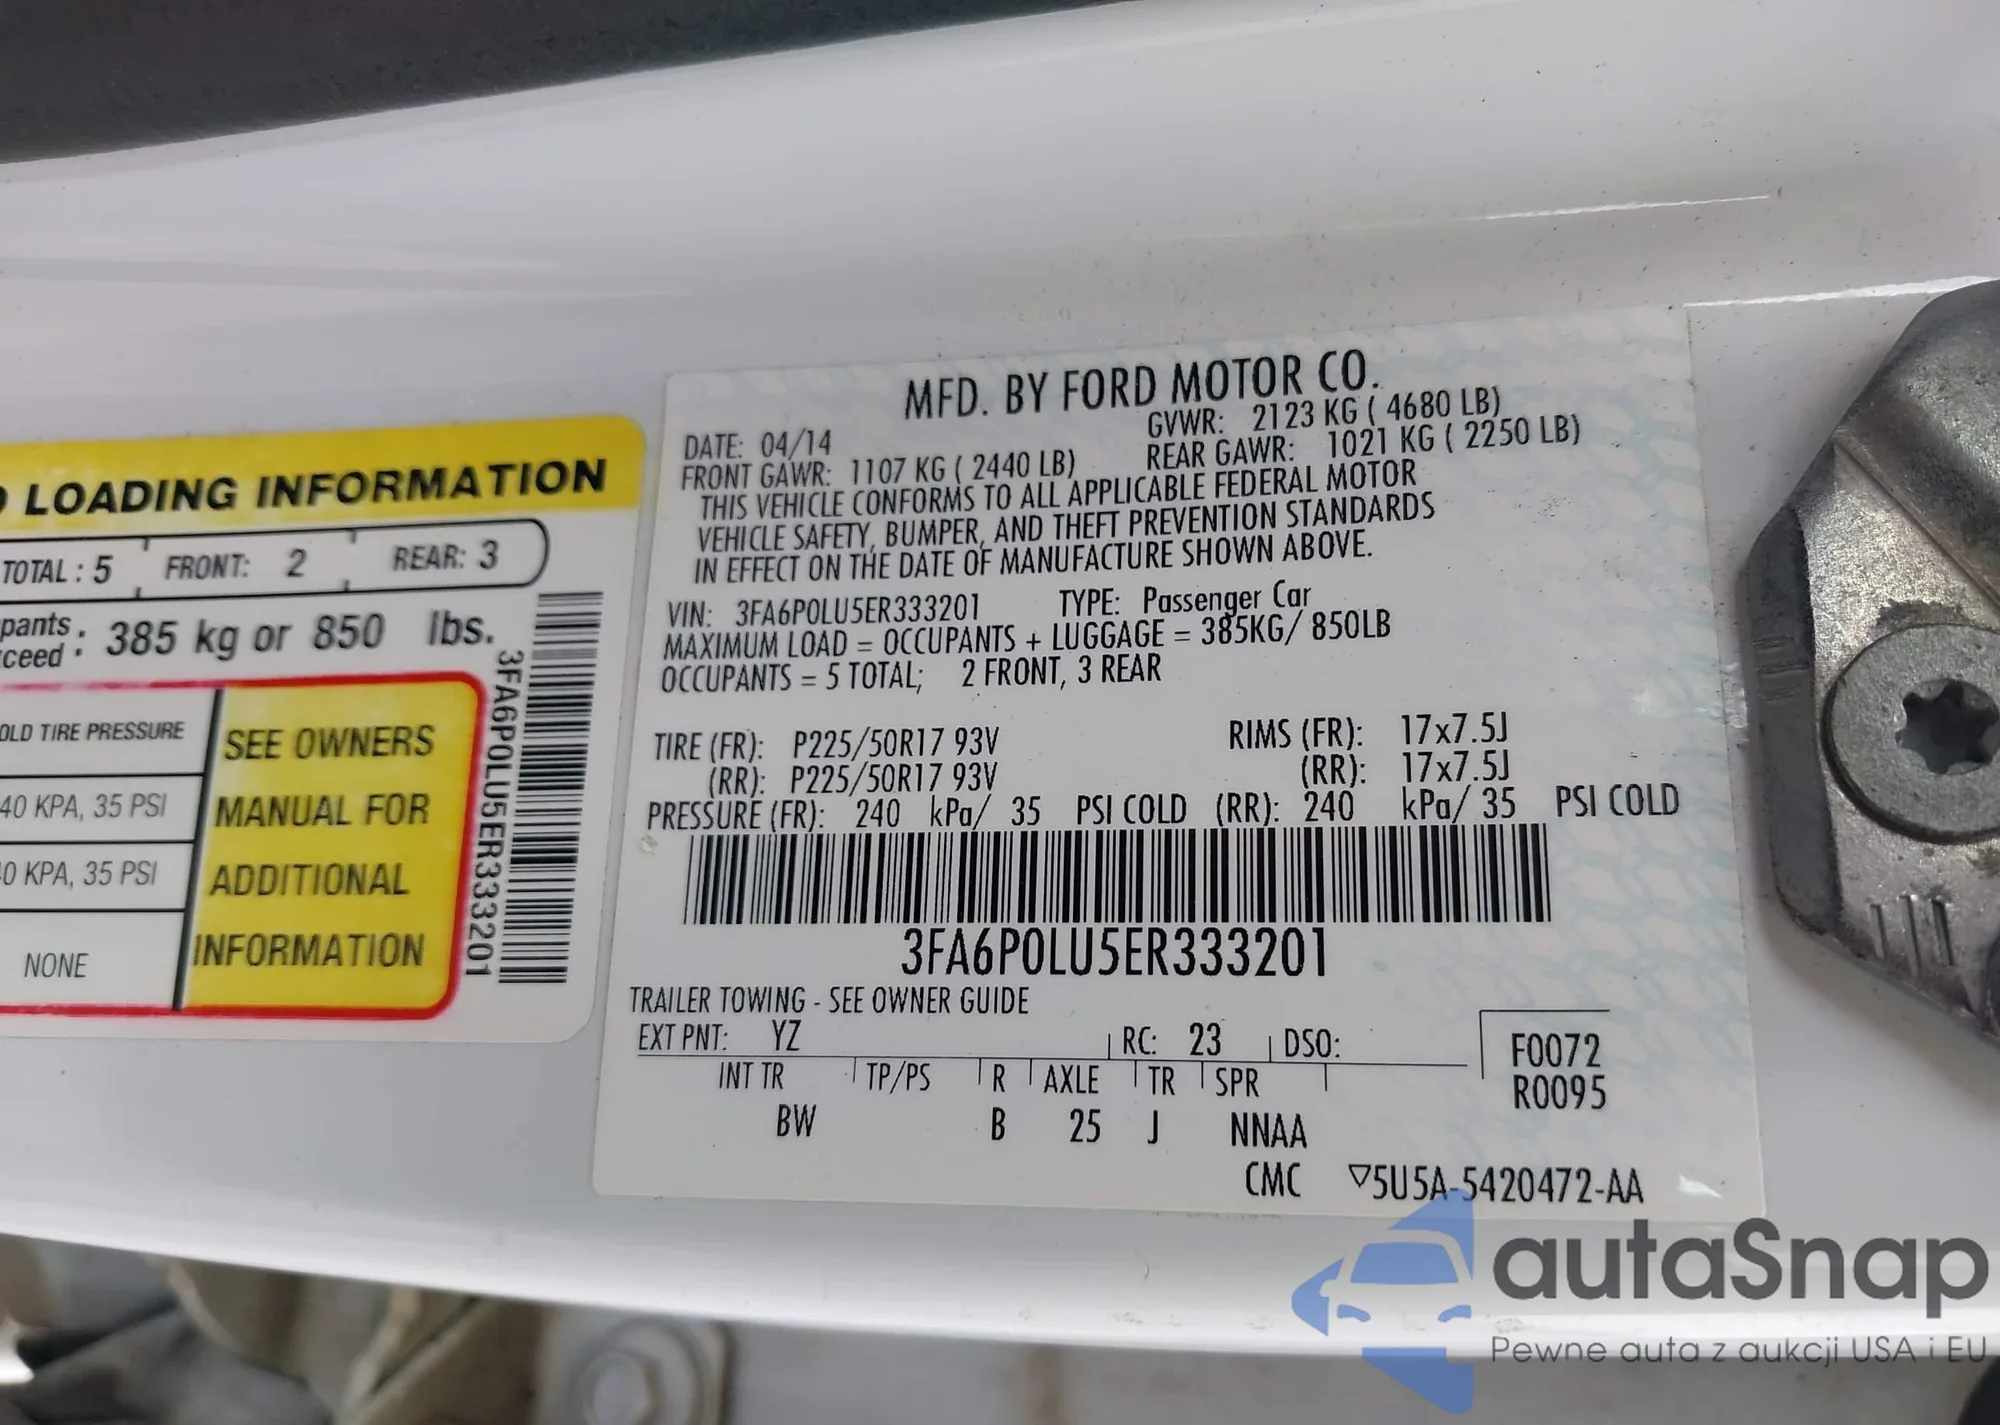 LOADING INFORMATION
TOTAL : 5 FRONT: 2 REAR: 3
385 kg or 850 lbs.
TIRE PRESSURE
KPA, 35 PSI
KPA, 35 PSI
NONE
SEE OWNERS
MANUAL FOR
ADDITIONAL
INFORMATION
3FA6P0LU5ER333201
MFD. BY FORD MOTOR CO.
DATE: 04/14 GVWR: 2123 KG ( 4680 LB)
FRONT GAWR: 1107 KG ( 2440 LB) REAR GAWR: 1021 KG ( 2250 LB)
THIS VEHICLE CONFORMS TO ALL APPLICABLE FEDERAL MOTOR
VEHICLE SAFETY, BUMPER, AND THEFT PREVENTION STANDARDS
IN EFFECT ON THE DATE OF MANUFACTURE SHOWN ABOVE.
VIN: 3FA6P0LU5ER333201 TYPE: Passenger Car
MAXIMUM LOAD = OCCUPANTS + LUGGAGE = 385KG/ 850LB
OCCUPANTS = 5 TOTAL; 2 FRONT, 3 REAR
TIRE (FR): P225/50R17 93V RIMS (FR): 17x7.5J
(RR): P225/50R17 93V (RR): 17x7.5J
PRESSURE (FR): 240 kPa/ 35 PSI COLD (RR): 240 kPa/ 35 PSI COLD
3FA6P0LU5ER333201
TRAILER TOWING - SEE OWNER GUIDE
EXT PNT: YZ RC: 23 DSO: F0072
INT TR TP/PS R AXLE TR SPR R0095
BW B 25 J NNAA
CMC ▽5U5A-5420472-AA
autaSnap
Pewne auta z aukcji USA i EU